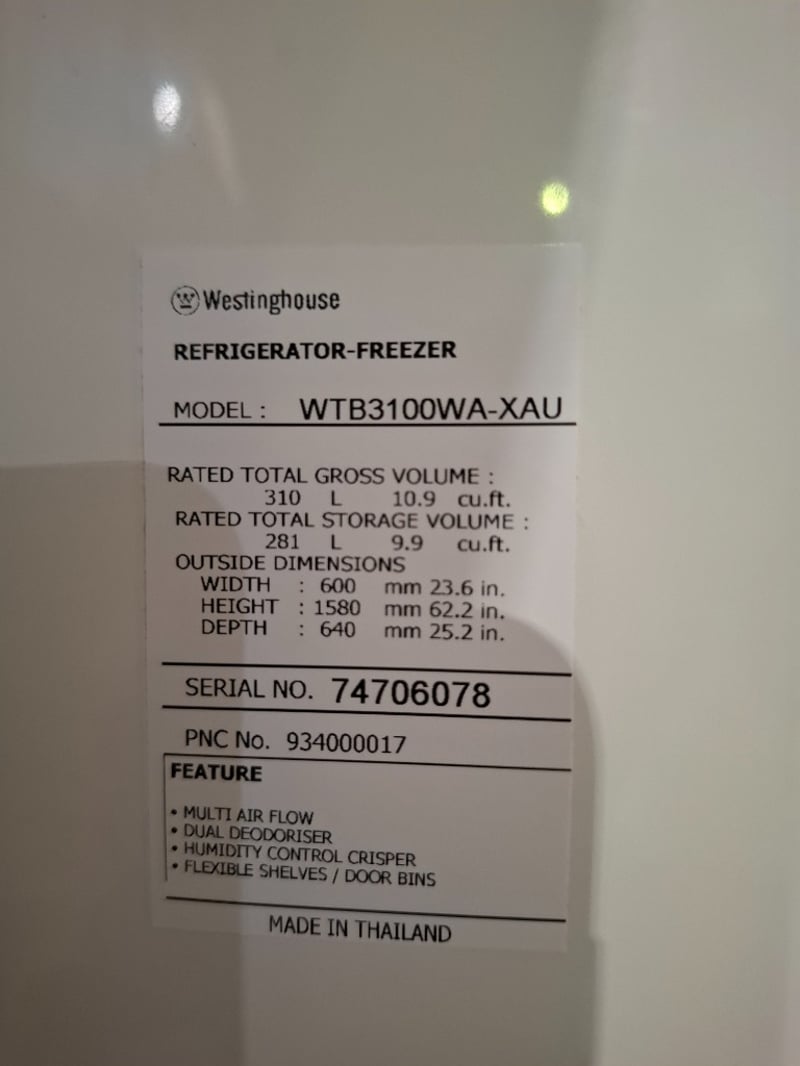 Westinghouse
REFRIGERATOR-FREEZER
MODEL : WTB3100WA-XAU
RATED TOTAL GROSS VOLUME :
310 L 10.9 cu.ft.
RATED TOTAL STORAGE VOLUME :
281 L 9.9 cu.ft.
OUTSIDE DIMENSIONS
WIDTH : 600 mm 23.6 in.
HEIGHT : 1580 mm 62.2 in.
DEPTH : 640 mm 25.2 in.
SERIAL NO. 74706078
PNC No. 934000017
FEATURE
• MULTI AIR FLOW
• DUAL DEODORISER
• HUMIDITY CONTROL CRISPER
• FLEXIBLE SHELVES / DOOR BINS
MADE IN THAILAND